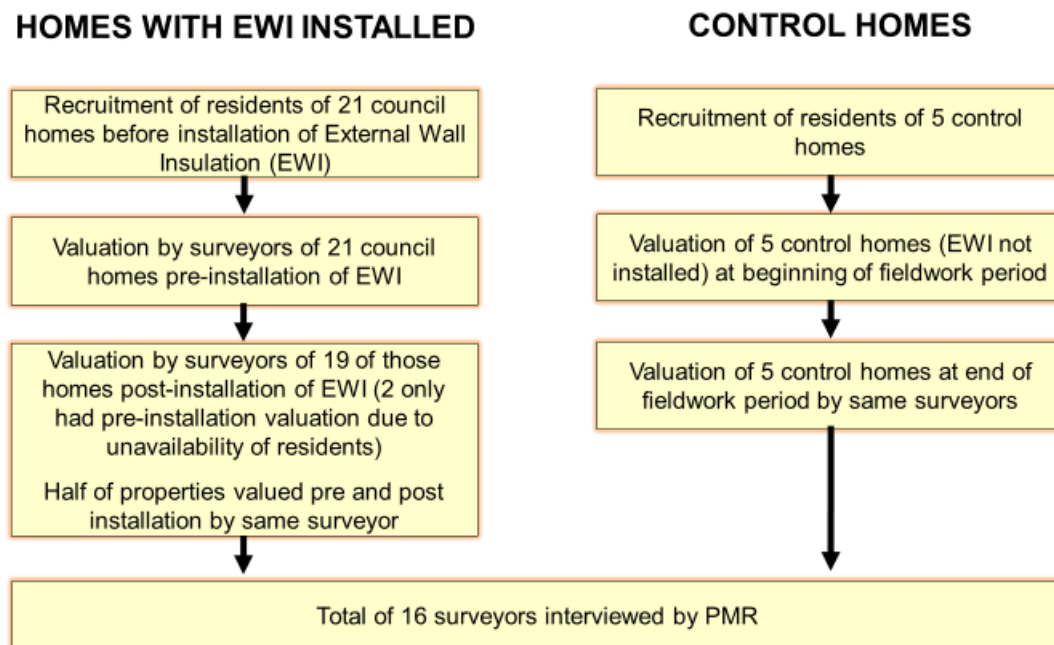 HOMES WITH EWI INSTALLED
Recruitment of residents of 21 council
homes before installation of External Wall
Insulation (EWI)
Valuation by surveyors of 21 council
homes pre-installation of EWI
Valuation by surveyors of 19 of those
homes post-installation of EWI (2 only
had pre-installation valuation due to
unavailability of residents)
Half of properties valued pre and post
installation by same surveyor
CONTROL HOMES
Recruitment of residents of 5 control
homes
Valuation of 5 control homes (EWI not
installed) at beginning of fieldwork period
Valuation of 5 control homes at end of
fieldwork period by same surveyors
Total of 16 surveyors interviewed by PMR